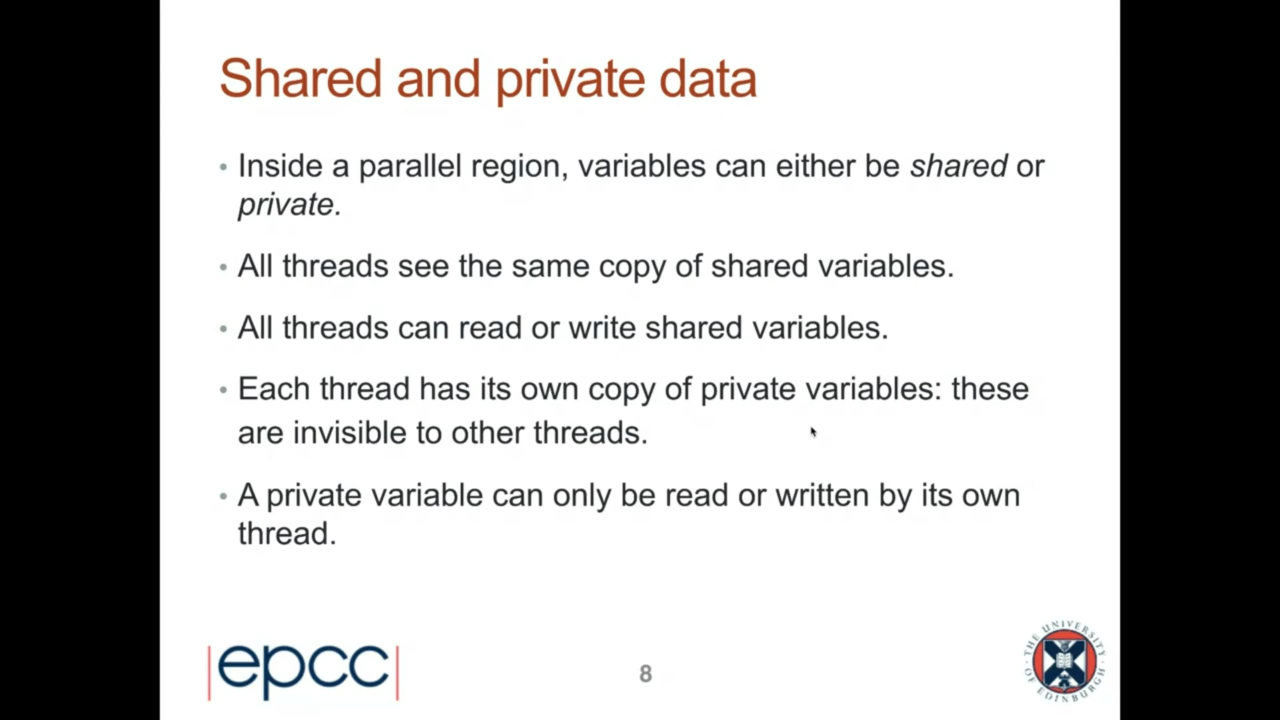 Shared and private data
• Inside a parallel region, variables can either be shared or
private.
• All threads see the same copy of shared variables.
• All threads can read or write shared variables.
• Each thread has its own copy of private variables: these
are invisible to other threads.
• A private variable can only be read or written by its own
thread.
|epcc|
8
THE UNIVERSITY
OF EDINBURGH